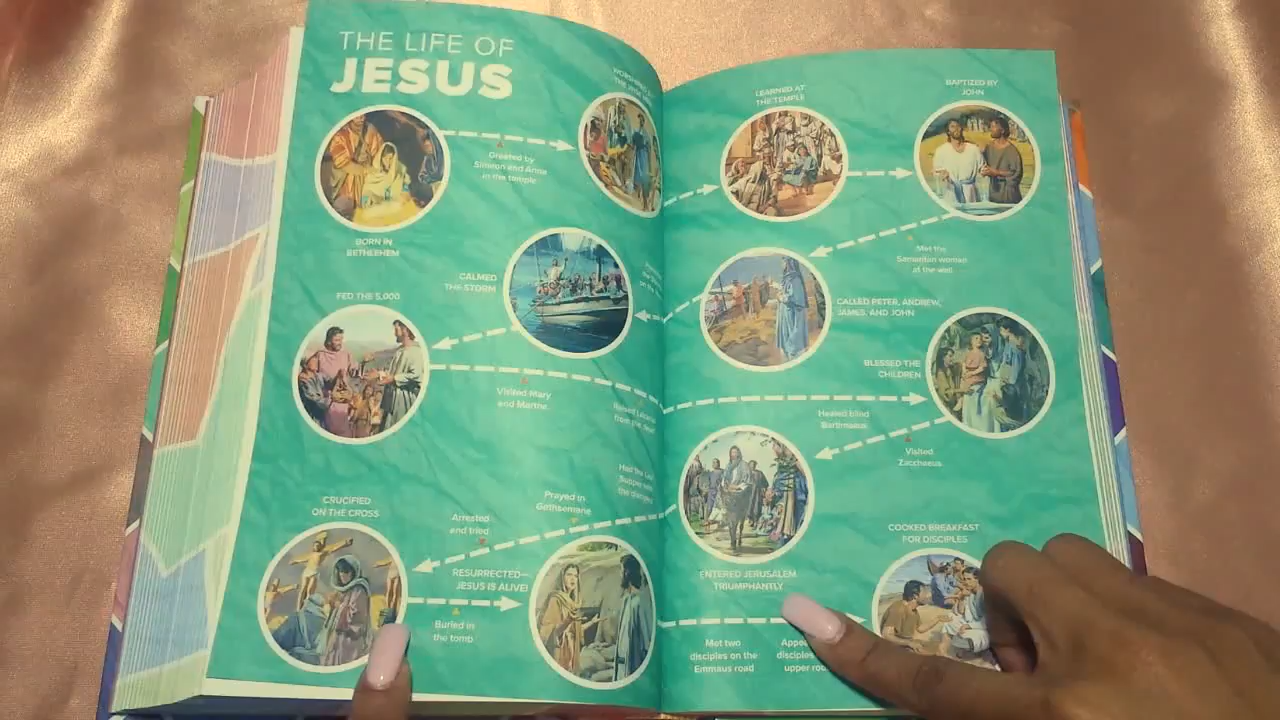 THE LIFE OF
JESUS
BORN IN
BETHLEHEM
Greeted by
Simeon and Anna
in the temple
LEARNED AT
THE TEMPLE
BAPTIZED BY
JOHN
Met the
Samaritan woman
at the well
CALLED PETER, ANDREW,
JAMES, AND JOHN
CALMED
THE STORM
FED THE 5,000
Visited Mary
and Martha
BLESSED THE
CHILDREN
Healed blind
Bartimaeus
Visited
Zacchaeus
ENTERED JERUSALEM
TRIUMPHANTLY
Prayed in
Gethsemane
Arrested
and tried
CRUCIFIED
ON THE CROSS
Buried in
the tomb
RESURRECTED—
JESUS IS ALIVE!
Met two
disciples on the
Emmaus road
COOKED BREAKFAST
FOR DISCIPLES